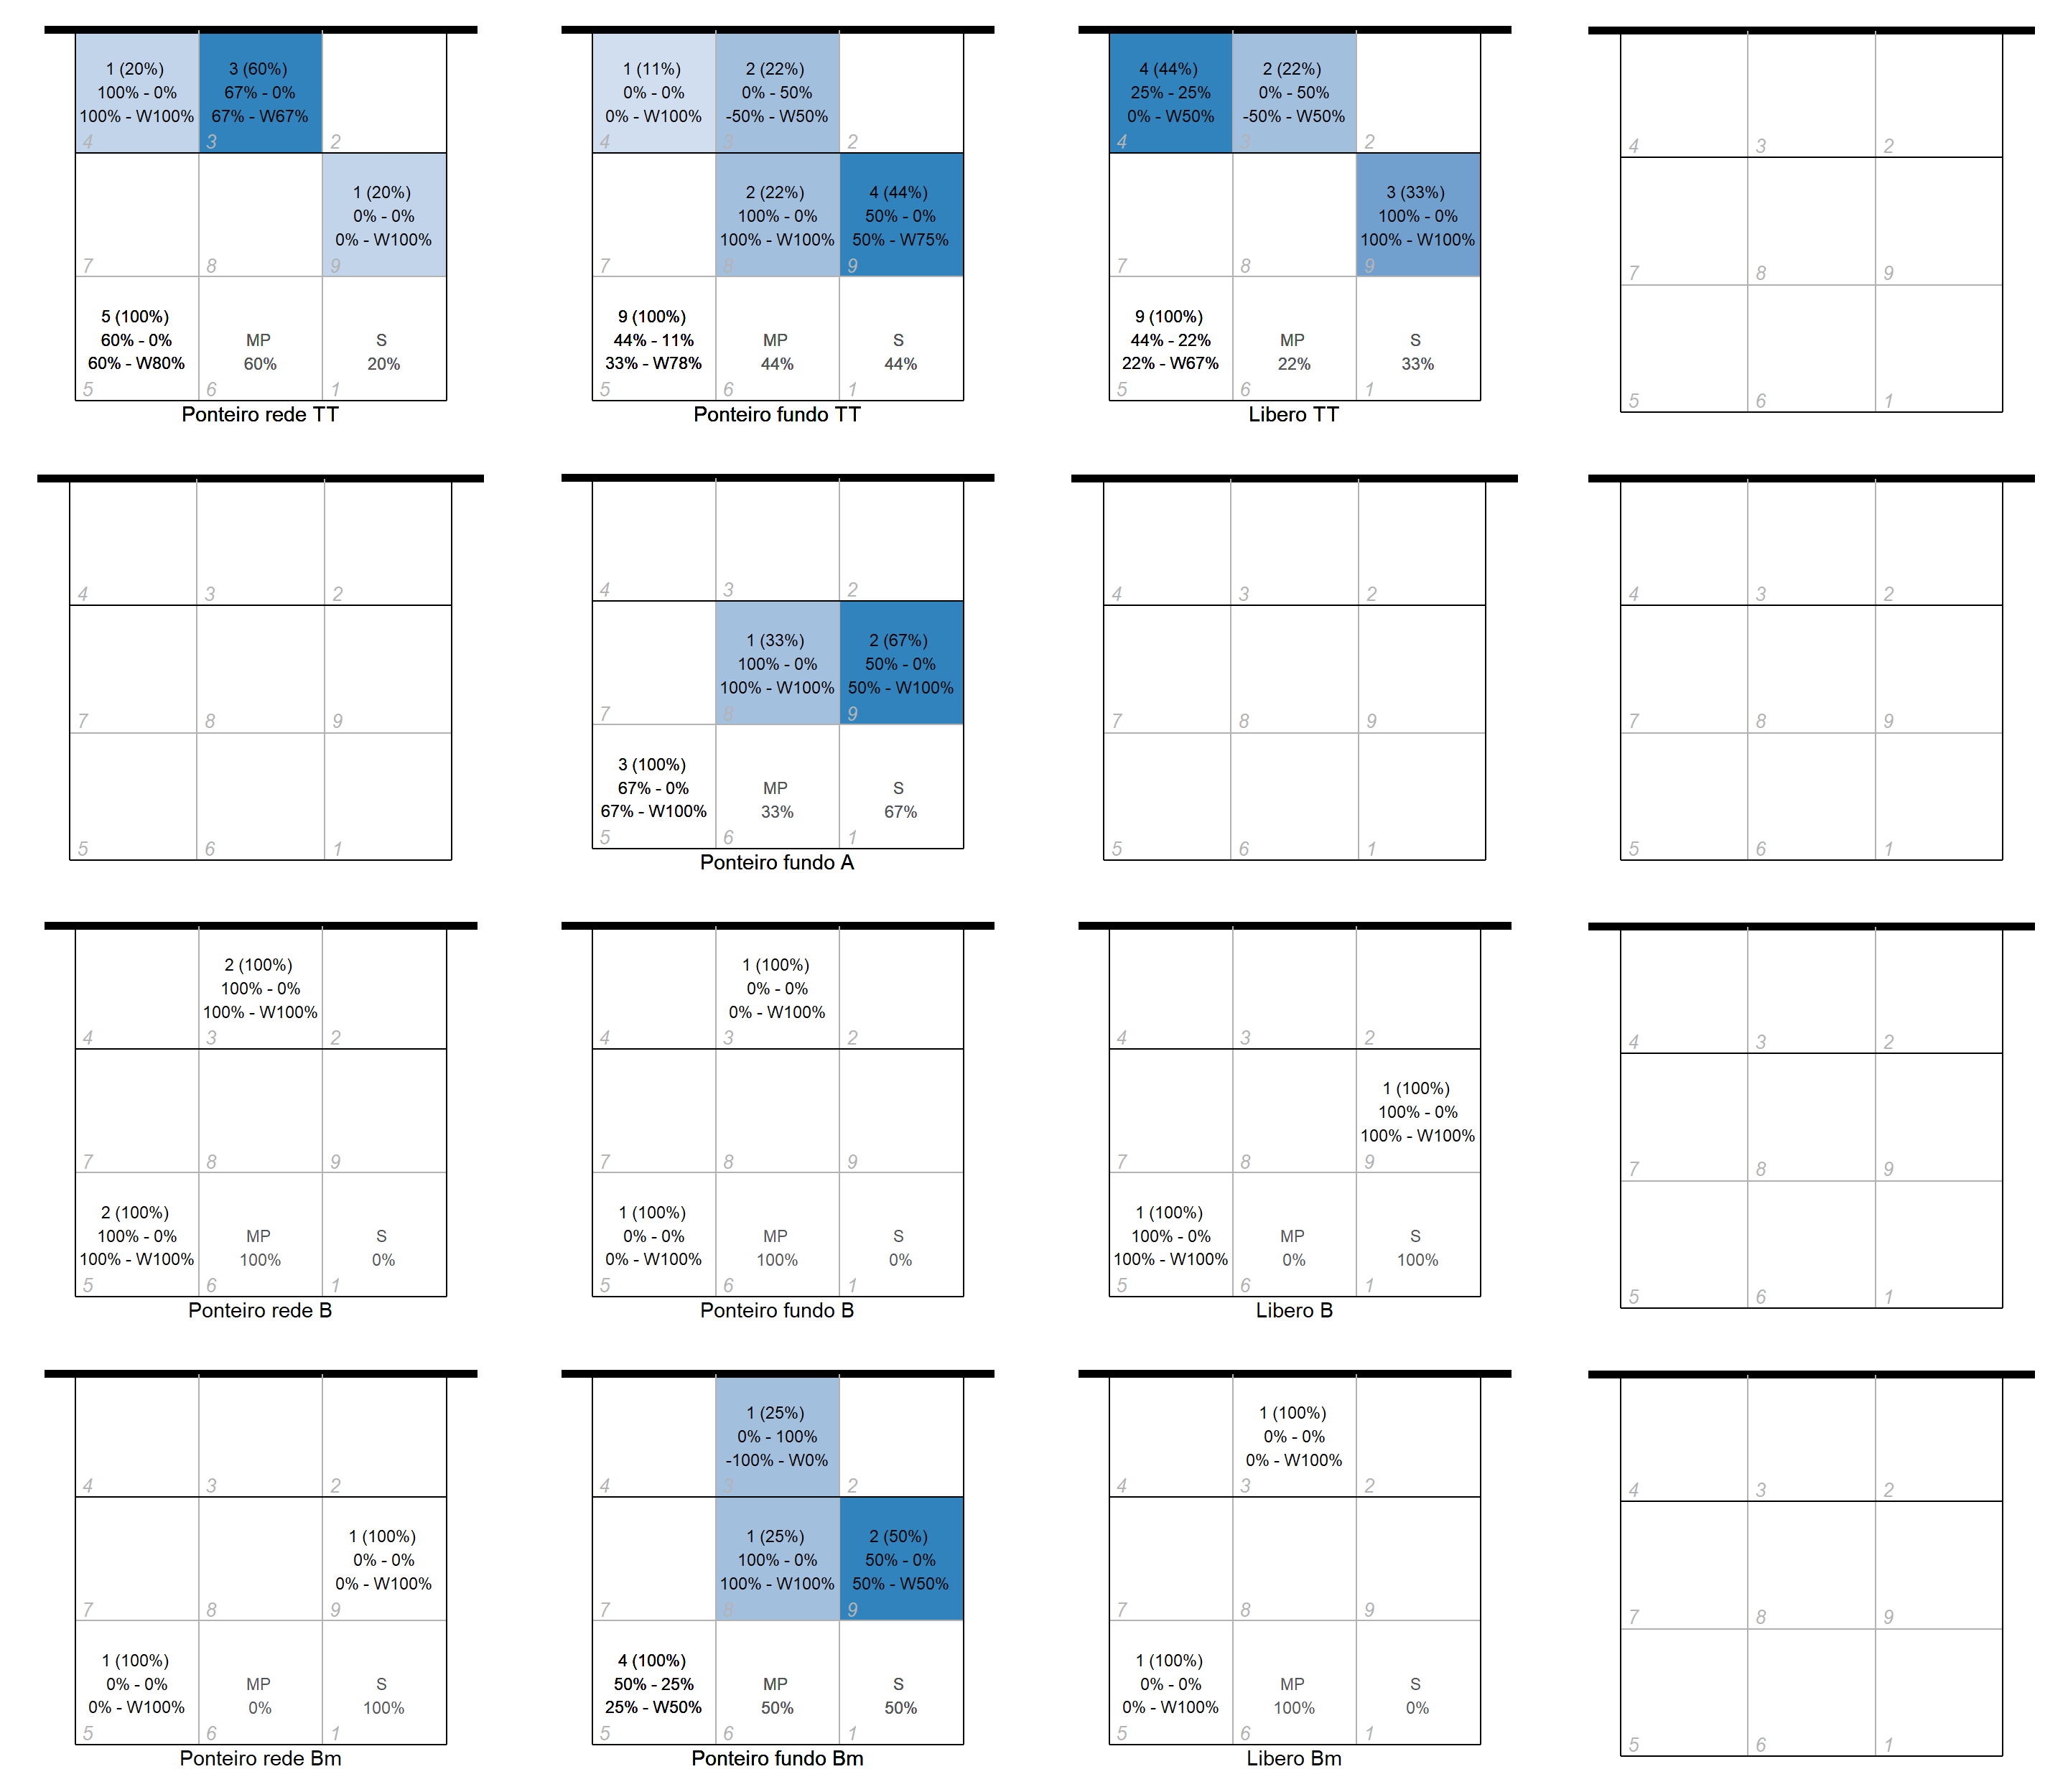 1 (20%)
100% - 0%
100% - W100%
4
3 (60%)
67% - 0%
67% - W67%
3
2
7
8
1 (20%)
0% - 0%
0% - W100%
9
5 (100%)
60% - 0%
60% - W80%
5
MP
60%
6
S
20%
1
Ponteiro rede TT
1 (11%)
0% - 0%
0% - W100%
4
2 (22%)
0% - 50%
-50% - W50%
3
2
7
2 (22%)
100% - 0%
100% - W100%
8
4 (44%)
50% - 0%
50% - W75%
9
9 (100%)
44% - 11%
33% - W78%
5
MP
44%
6
S
44%
1
Ponteiro fundo TT
4 (44%)
25% - 25%
0% - W50%
4
2 (22%)
0% - 50%
-50% - W50%
3
2
7
8
3 (33%)
100% - 0%
100% - W100%
9
9 (100%)
44% - 22%
22% - W67%
5
MP
22%
6
S
33%
1
Libero TT
4
3
2
7
8
9
5
6
1
4
3
2
7
8
9
5
6
1
4
3
2
7
1 (33%)
100% - 0%
100% - W100%
8
2 (67%)
50% - 0%
50% - W100%
9
3 (100%)
67% - 0%
67% - W100%
5
MP
33%
6
S
67%
1
Ponteiro fundo A
4
3
2
7
8
9
5
6
1
4
3
2
7
8
9
5
6
1
4
2 (100%)
100% - 0%
100% - W100%
3
2
7
8
9
2 (100%)
100% - 0%
100% - W100%
5
MP
100%
6
S
0%
1
Ponteiro rede B
4
1 (100%)
0% - 0%
0% - W100%
3
2
7
8
9
1 (100%)
0% - 0%
0% - W100%
5
MP
100%
6
S
0%
1
Ponteiro fundo B
4
3
2
7
8
1 (100%)
100% - 0%
100% - W100%
9
1 (100%)
100% - 0%
100% - W100%
5
MP
0%
6
S
100%
1
Libero B
4
3
2
7
8
9
5
6
1
4
3
2
7
8
1 (100%)
0% - 0%
0% - W100%
9
1 (100%)
0% - 0%
0% - W100%
5
MP
0%
6
S
100%
1
Ponteiro rede Bm
4
1 (25%)
0% - 100%
-100% - W0%
3
2
7
1 (25%)
100% - 0%
100% - W100%
8
2 (50%)
50% - 0%
50% - W50%
9
4 (100%)
50% - 25%
25% - W50%
5
MP
50%
6
S
50%
1
Ponteiro fundo Bm
4
1 (100%)
0% - 0%
0% - W100%
3
2
7
8
9
1 (100%)
0% - 0%
0% - W100%
5
MP
100%
6
S
0%
1
Libero Bm
4
3
2
7
8
9
5
6
1